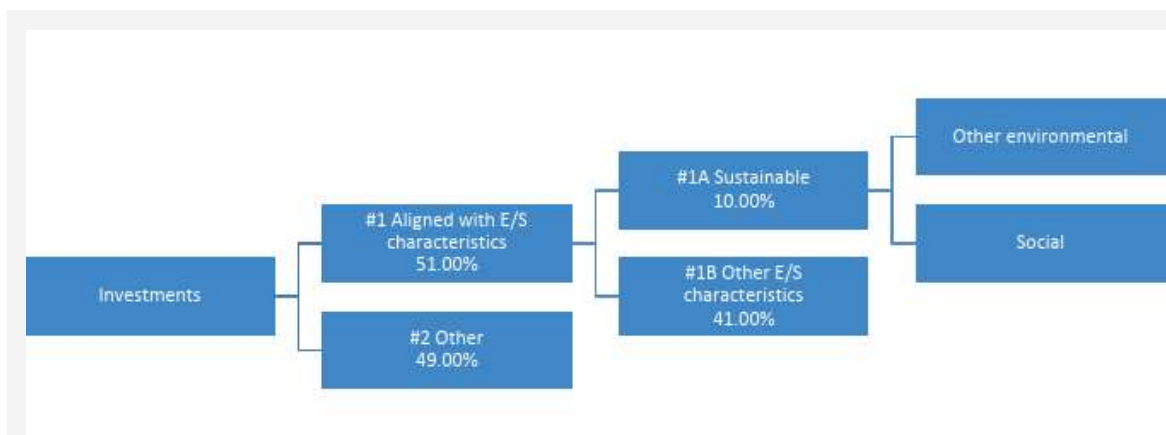 Investments
#1 Aligned with E/S
characteristics
51.00%
#2 Other
49.00%
#1A Sustainable
10.00%
#1B Other E/S
characteristics
41.00%
Other environmental
Social